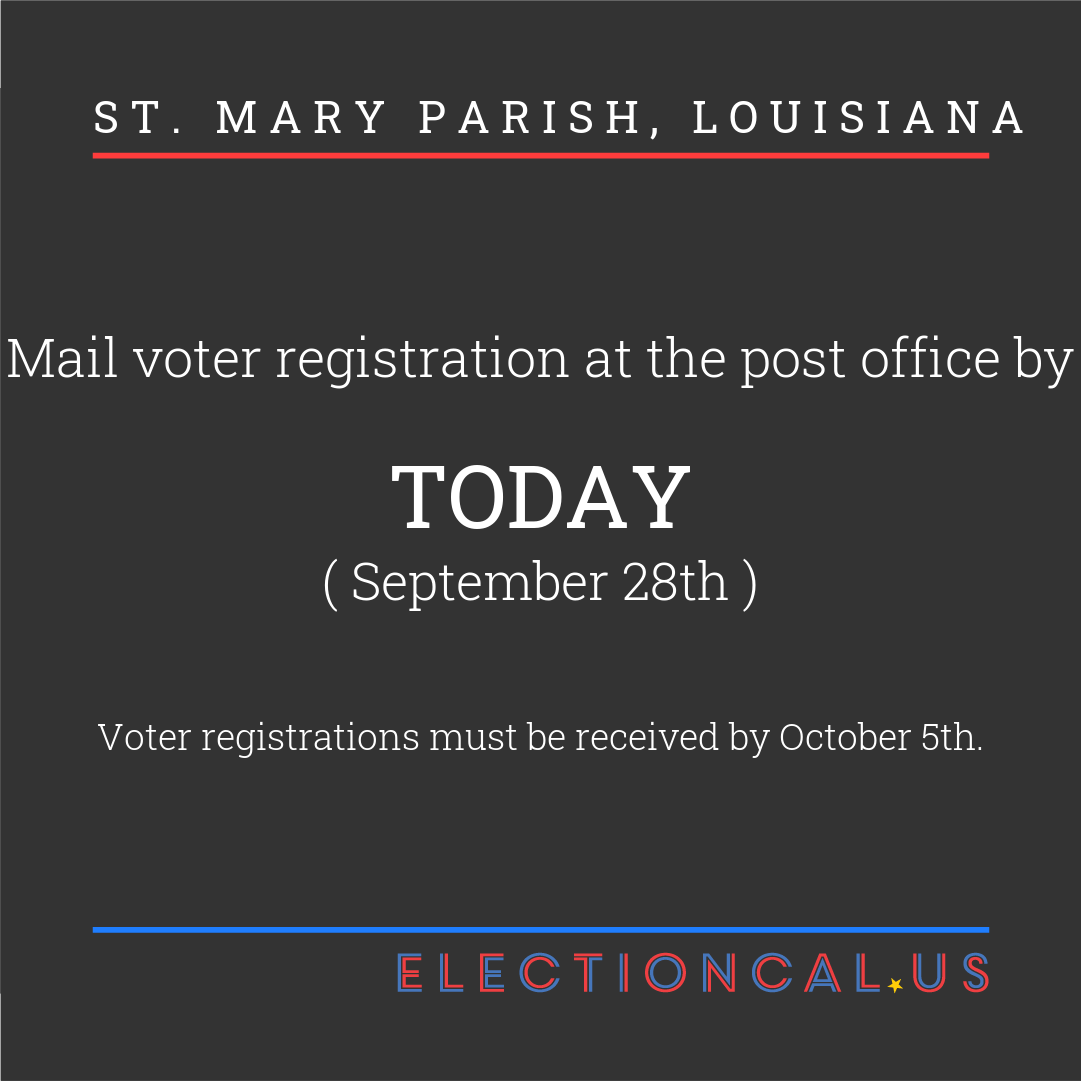 ST. MARY PARISH, LOUISIANA
Mail voter registration at the post office by
TODAY
( September 28th )
Voter registrations must be received by October 5th.
ELECTIONCAL.US